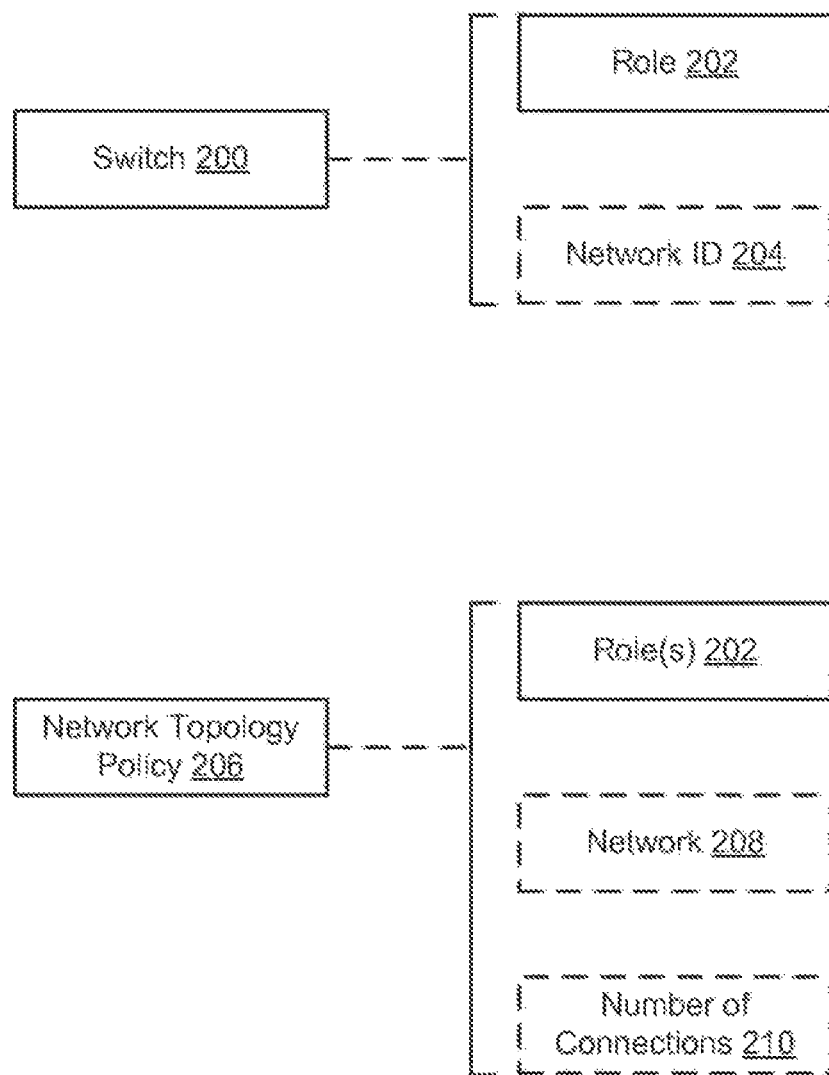 Role 202
Switch 200
Network ID 204
Role(s) 202
Network Topology
Policy 206
Network 208
Number of
Connections 210